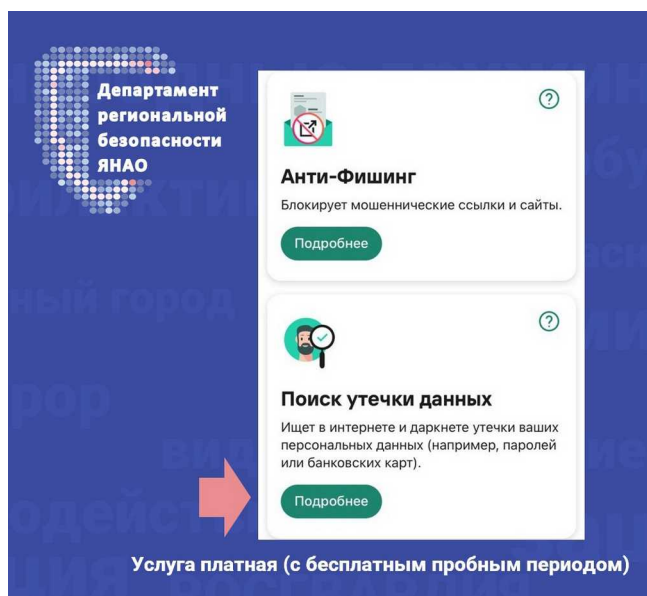 Департамент
региональной
безопасности
ЯНАО
?
Анти-Фишинг
Блокирует мошеннические ссылки и сайты.
Подробнее
?
Поиск утечки данных
Ищет в интернете и даркнете утечки ваших
персональных данных (например, паролей
или банковских карт).
Подробнее
Услуга платная (с бесплатным пробным периодом)